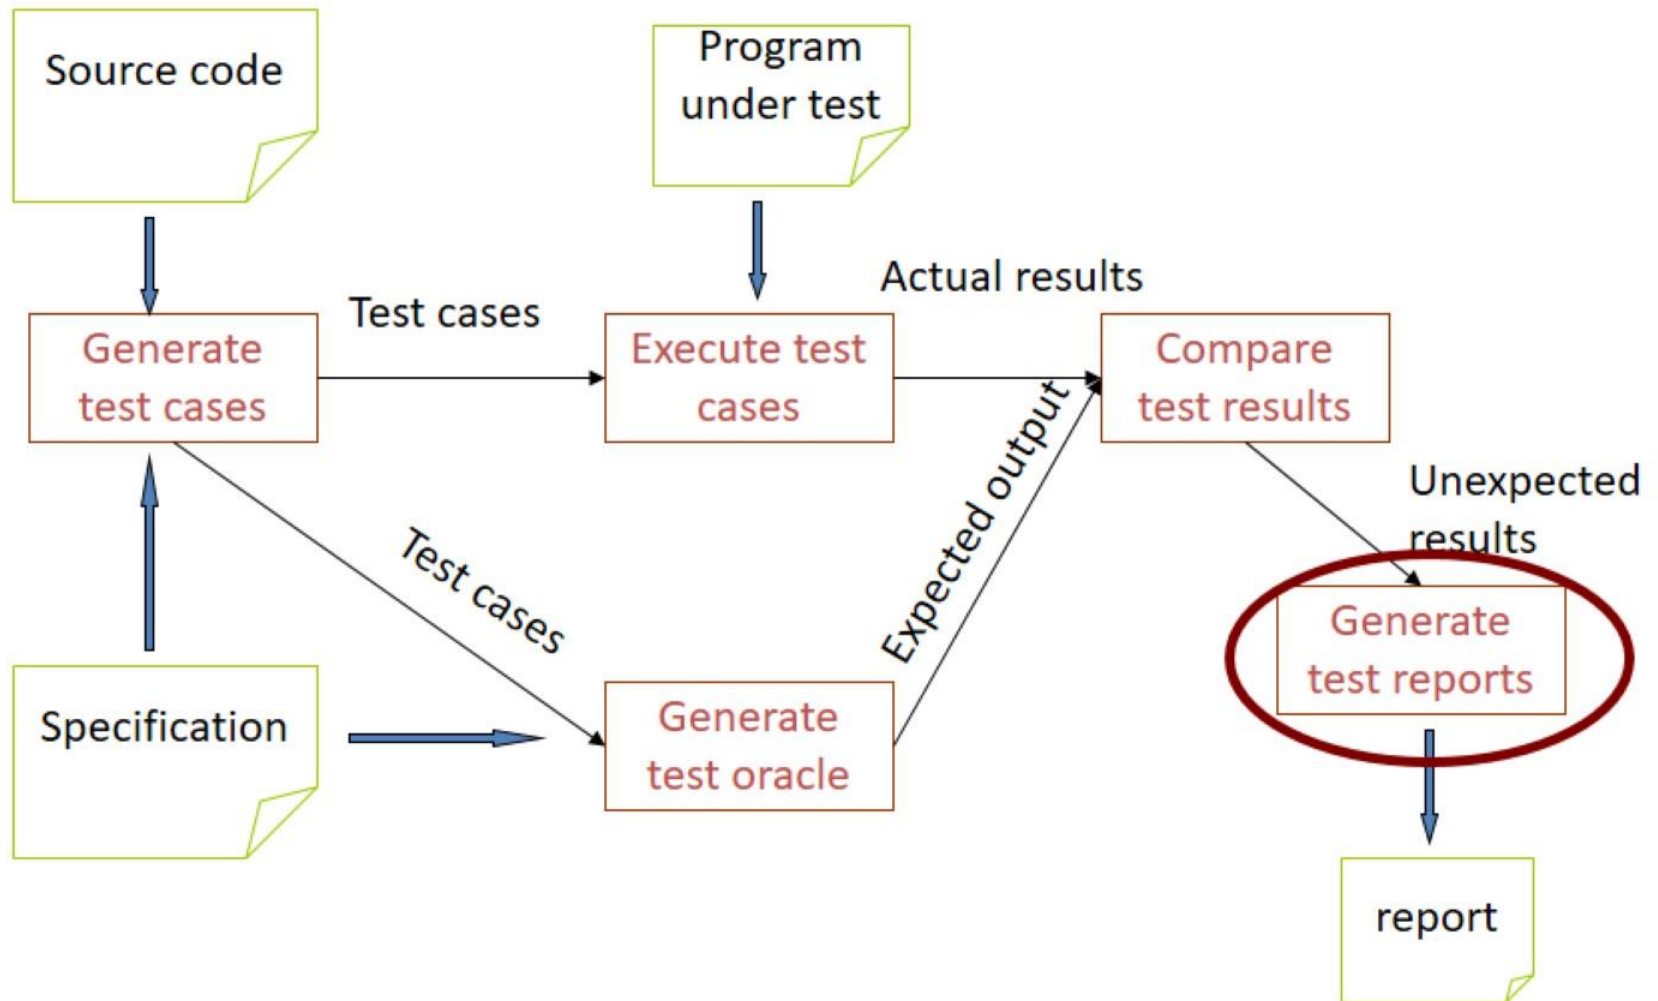 Source code
Program
under test
Actual results
Test cases
Generate
test cases
Execute test
cases
Compare
test results
Expected output
Unexpected
results
Test cases
Generate
test reports
Specification
Generate
test oracle
report